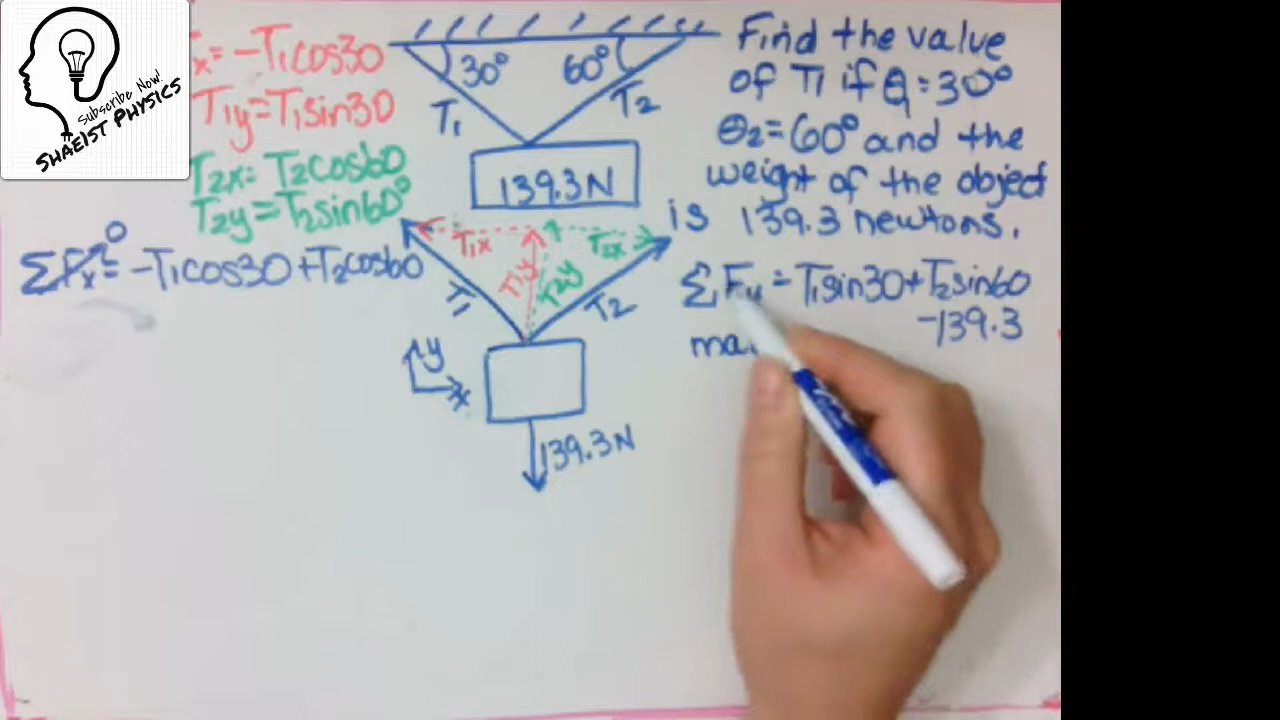 Subscribe Now!
SHAEIST PHYSICS
x=-T1cos30
T1y=T1sin30
T2x=T2cos60
T2y=T2sin60°
30° 60°
T1 T2
139.3N
Find the value
of T1 if θ1=30°
θ2=60° and the
weight of the object
is 139.3 newtons.
T1x T1y T2y T2x
T1 T2
ΣFx=0 -T1cos30+T2cos60
y
x
139.3N
ΣFy=T1sin30+T2sin60
-139.3